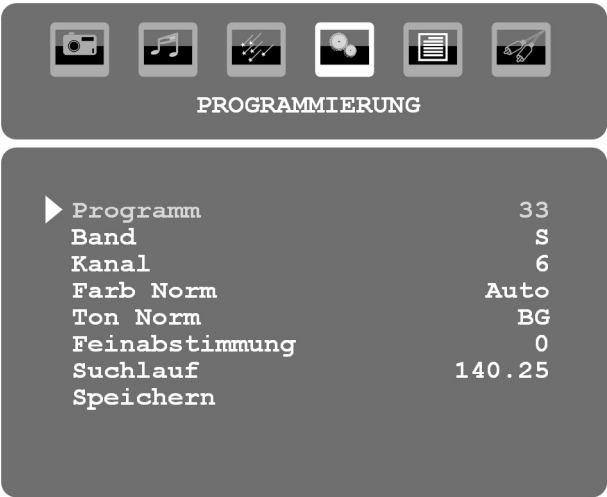 PROGRAMMIERUNG
Programm 33
Band S
Kanal 6
Farb Norm Auto
Ton Norm BG
Feinabstimmung 0
Suchlauf 140.25
Speichern